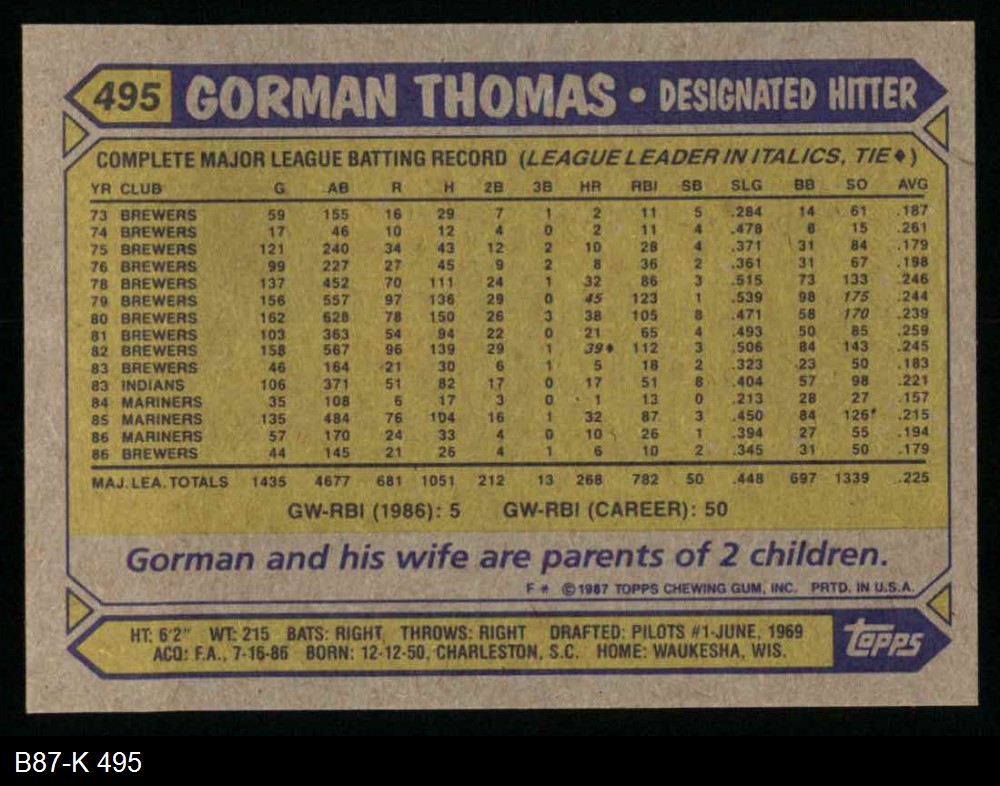 495 GORMAN THOMAS • DESIGNATED HITTER
COMPLETE MAJOR LEAGUE BATTING RECORD (LEAGUE LEADER IN ITALICS, TIE♦)
YR CLUB G AB R H 2B 3B HR RBI SB SLG BB SO AVG
73 BREWERS 59 155 16 29 7 1 2 11 5 .284 14 61 .187
74 BREWERS 17 46 10 12 4 0 2 11 4 .478 8 15 .261
75 BREWERS 121 240 34 43 12 2 10 28 4 .371 31 84 .179
76 BREWERS 99 227 27 45 9 2 8 36 2 .361 31 67 .198
78 BREWERS 137 452 70 111 24 1 32 86 3 .515 73 133 .246
79 BREWERS 156 557 97 136 29 0 45 123 1 .539 98 175 .244
80 BREWERS 162 628 78 150 26 3 38 105 8 .471 58 170 .239
81 BREWERS 103 363 54 94 22 0 21 65 4 .493 50 85 .259
82 BREWERS 158 567 96 139 29 1 39♦ 112 3 .506 84 143 .245
83 BREWERS 46 164 21 30 6 1 5 18 2 .323 23 50 .183
83 INDIANS 106 371 51 82 17 0 17 51 8 .404 57 98 .221
84 MARINERS 35 108 6 17 3 0 1 13 0 .213 28 27 .157
85 MARINERS 135 484 76 104 16 1 32 87 3 .450 84 126 .215
86 MARINERS 57 170 24 33 4 0 10 26 1 .394 27 55 .194
86 BREWERS 44 145 21 26 4 1 6 10 2 .345 31 50 .179
MAJ. LEA. TOTALS 1435 4677 681 1051 212 13 268 782 50 .448 697 1339 .225
GW-RBI (1986): 5 GW-RBI (CAREER): 50
Gorman and his wife are parents of 2 children.
F * ©1987 TOPPS CHEWING GUM, INC. PRTD. IN U.S.A.
HT: 6'2" WT: 215 BATS: RIGHT THROWS: RIGHT DRAFTED: PILOTS #1-JUNE, 1969
ACQ: F.A., 7-16-86 BORN: 12-12-50, CHARLESTON, S.C. HOME: WAUKESHA, WIS.
topps
B87-K 495